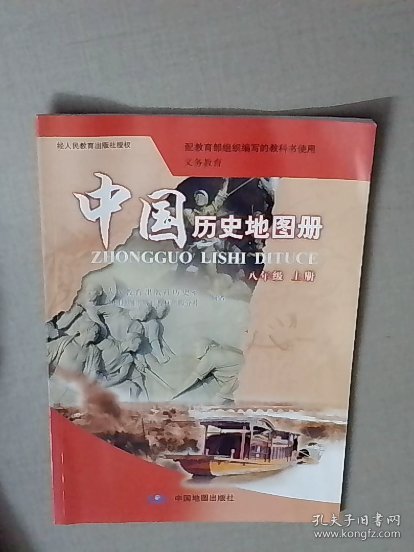 经人民教育出版社授权
配教育部组织编写的教科书使用
义务教育
中国历史地图册
ZHONGGUO LISHI DITUCE
八年级 上册
中国地图出版社
孔夫子旧书网
www.kongfz.com